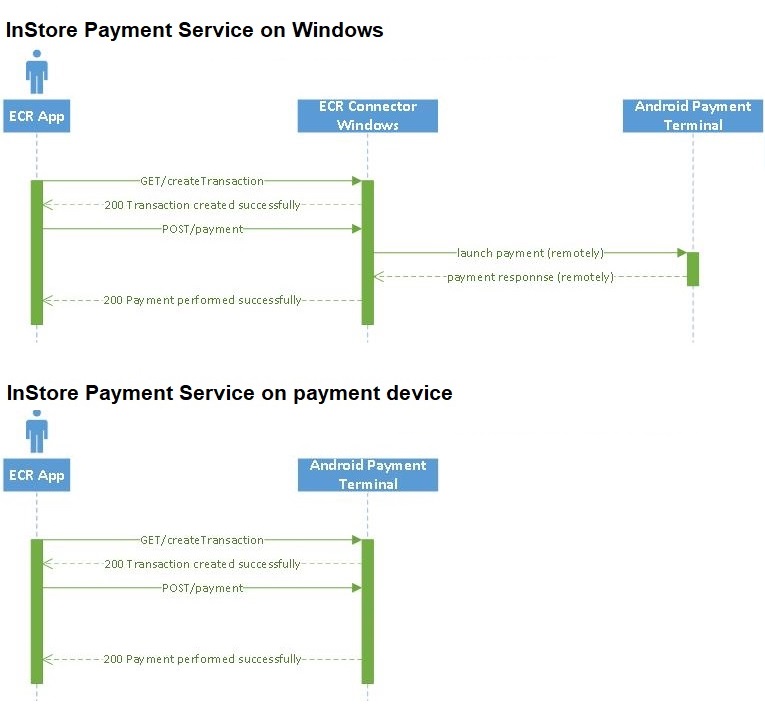 InStore Payment Service on Windows
ECR App
ECR Connector
Windows
Android Payment
Terminal
GET/createTransaction
200 Transaction created successfully
POST/payment
launch payment (remotely)
payment responnse (remotely)
200 Payment performed successfully
InStore Payment Service on payment device
ECR App
Android Payment
Terminal
GET/createTransaction
200 Transaction created successfully
POST/payment
200 Payment performed successfully